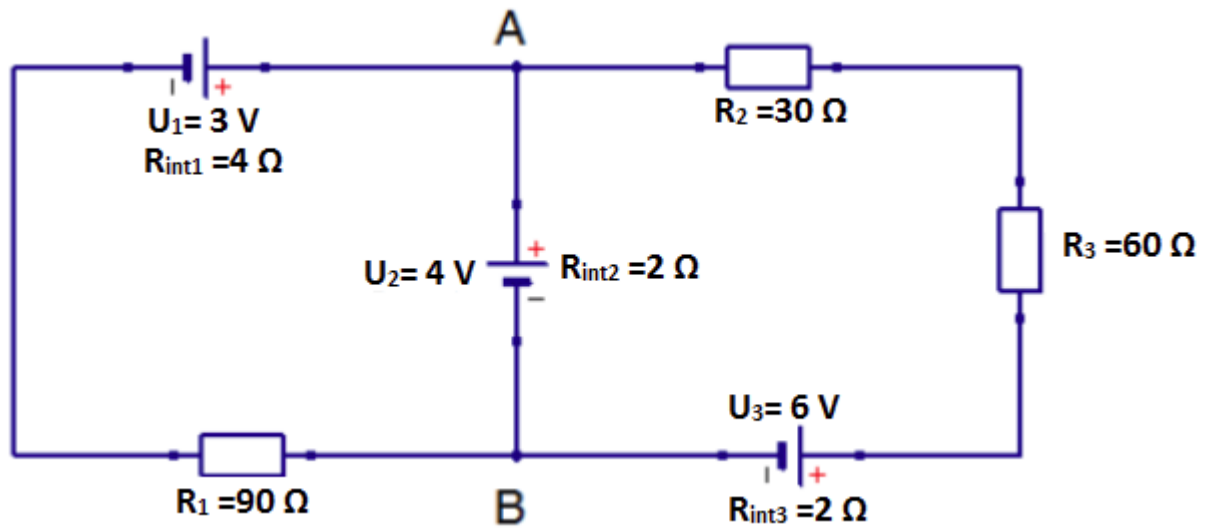 A
U₁= 3 V
Rint1 =4 Ω
R₂ =30 Ω
R₃ =60 Ω
U₂= 4 V
Rint2 =2 Ω
U₃= 6 V
Rint3 =2 Ω
R₁ =90 Ω
B